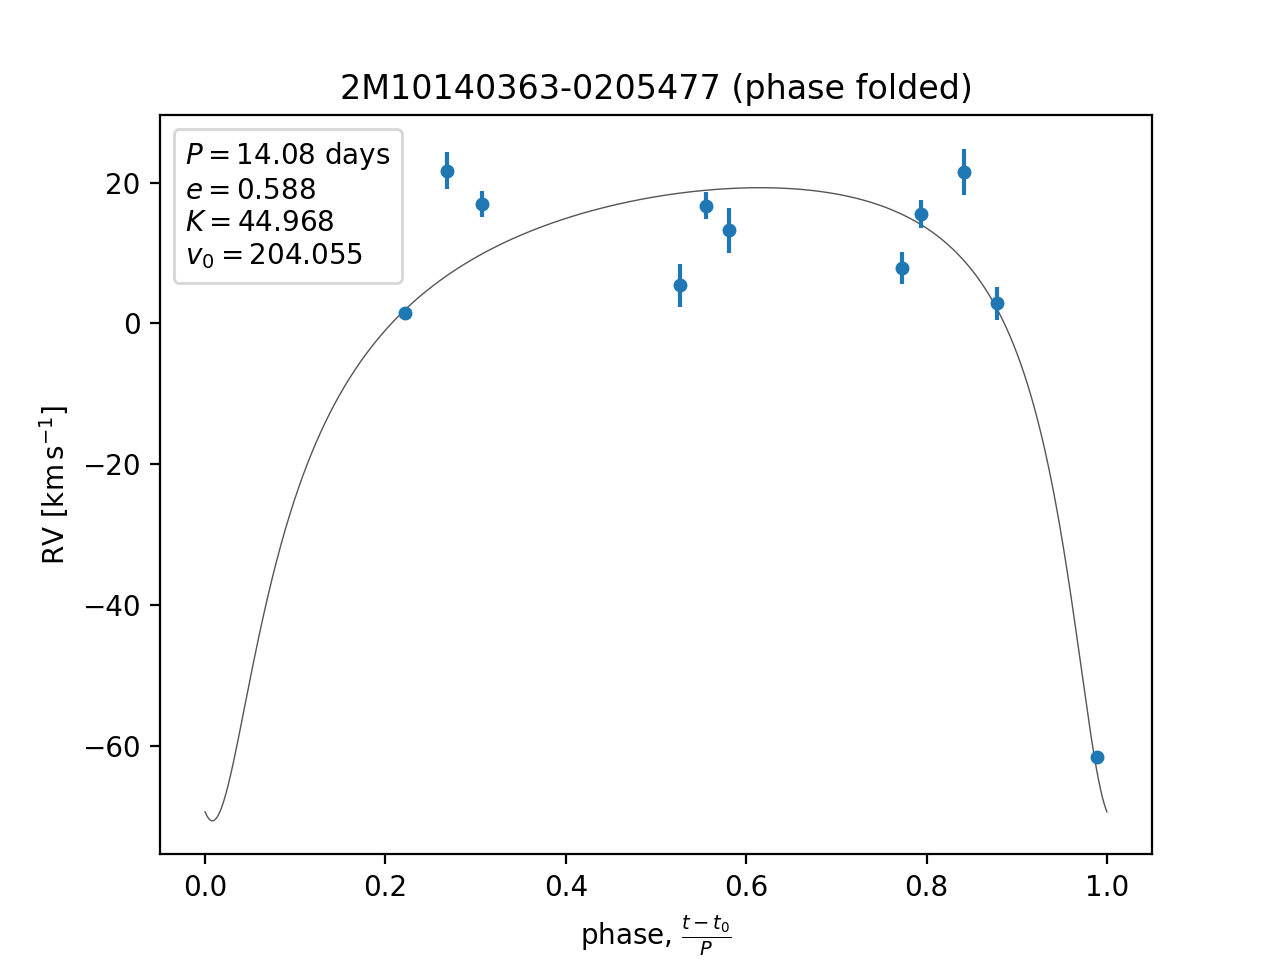 2M10140363-0205477 (phase folded)
P = 14.08 days
e = 0.588
K = 44.968
v₀ = 204.055
20
0
−20
−40
−60
RV [km s⁻¹]
0.0 0.2 0.4 0.6 0.8 1.0
phase, (t − t₀)/P